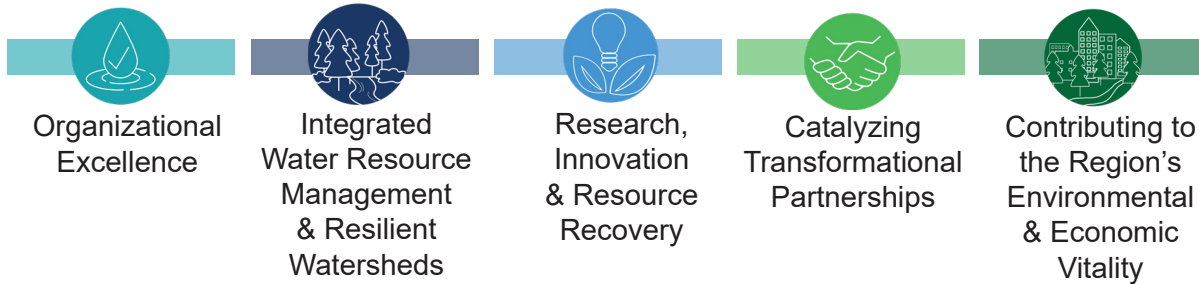 Organizational
Excellence
Integrated
Water Resource
Management
& Resilient
Watersheds
Research,
Innovation
& Resource
Recovery
Catalyzing
Transformational
Partnerships
Contributing to
the Region’s
Environmental
& Economic
Vitality